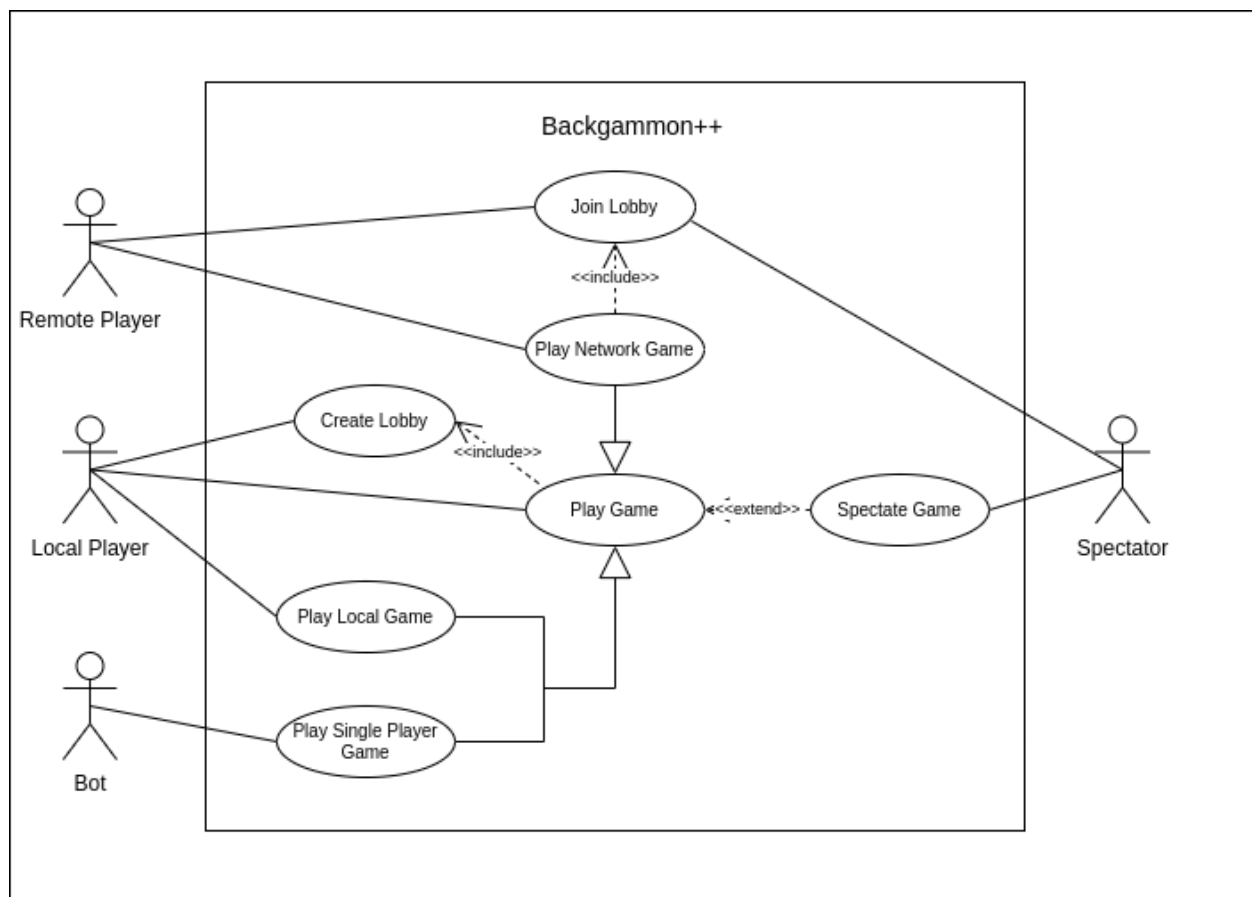 Backgammon++
Join Lobby
<<include>>
Remote Player
Play Network Game
Create Lobby
<<include>>
Play Game
<<extend>>
Spectate Game
Local Player
Spectator
Play Local Game
Play Single Player
Game
Bot